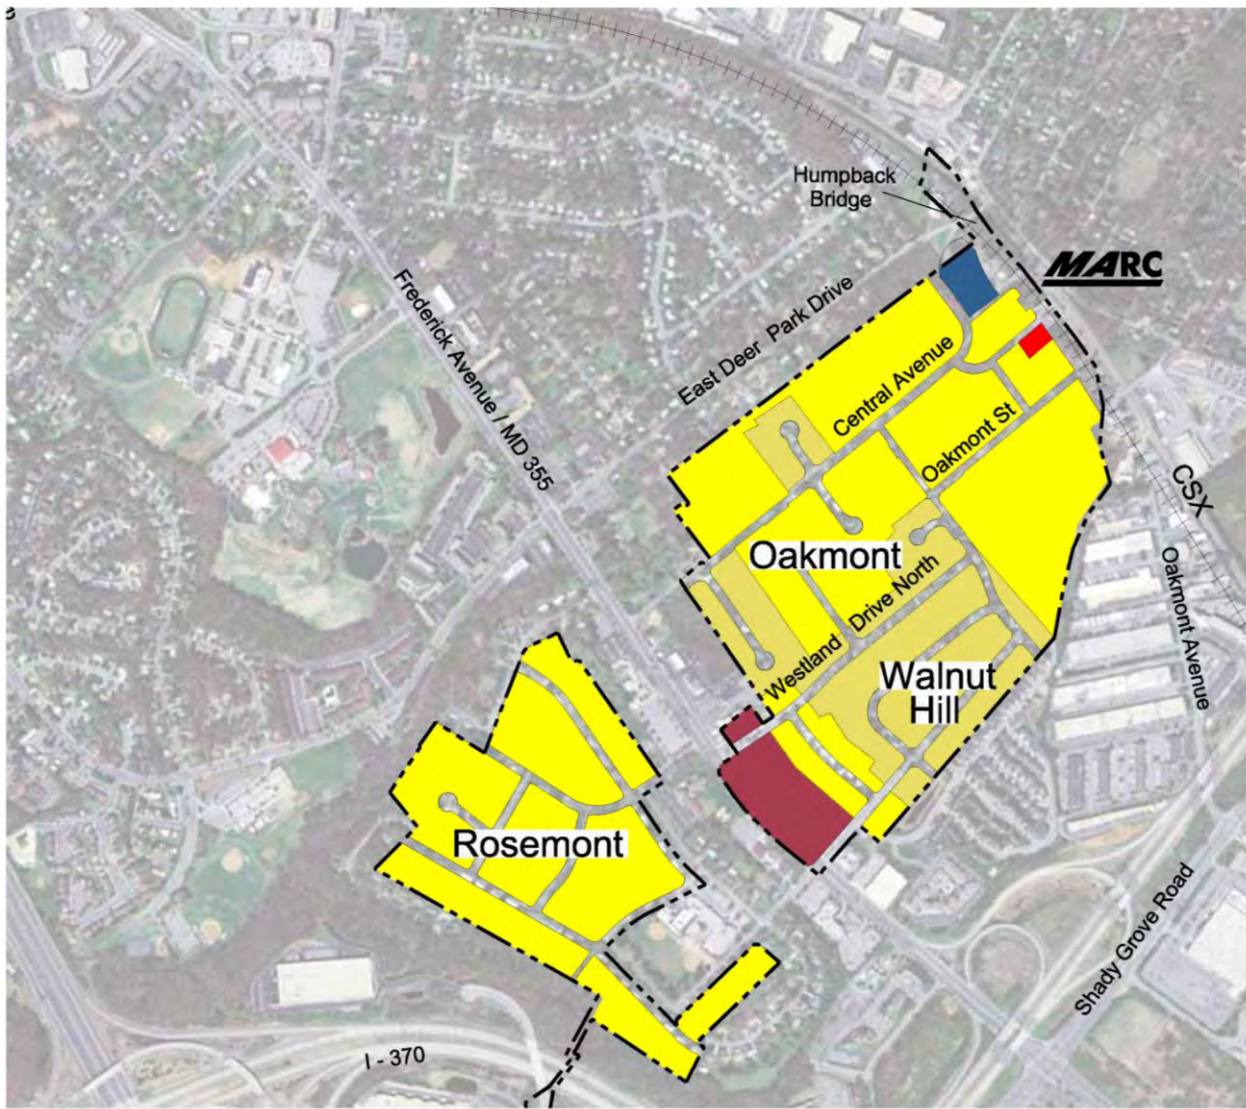 Humpback
Bridge
MARC
Frederick Avenue / MD 355
East Deer Park Drive
Central Avenue
Oakmont St
CSX
Oakmont
Westland Drive North
Oakmont Avenue
Walnut
Hill
Rosemont
Shady Grove Road
I - 370